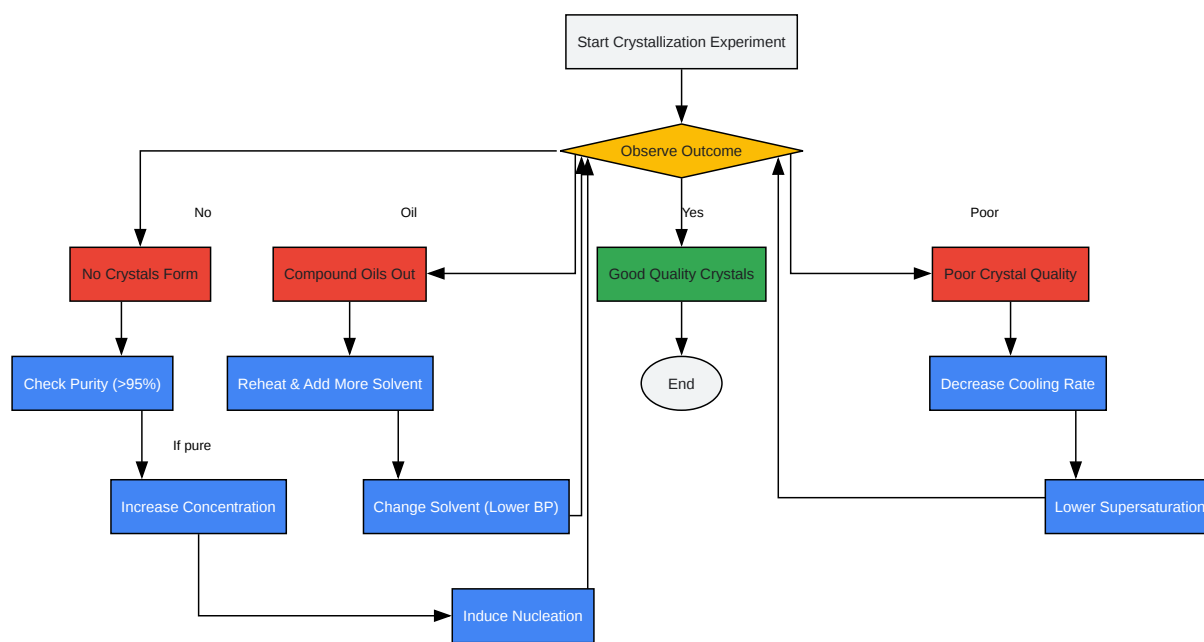 Start Crystallization Experiment
Observe Outcome
No
Oil
Yes
Poor
No Crystals Form
Compound Oils Out
Good Quality Crystals
Poor Crystal Quality
Check Purity (>95%)
Reheat & Add More Solvent
End
Decrease Cooling Rate
If pure
Increase Concentration
Change Solvent (Lower BP)
Lower Supersaturation
Induce Nucleation